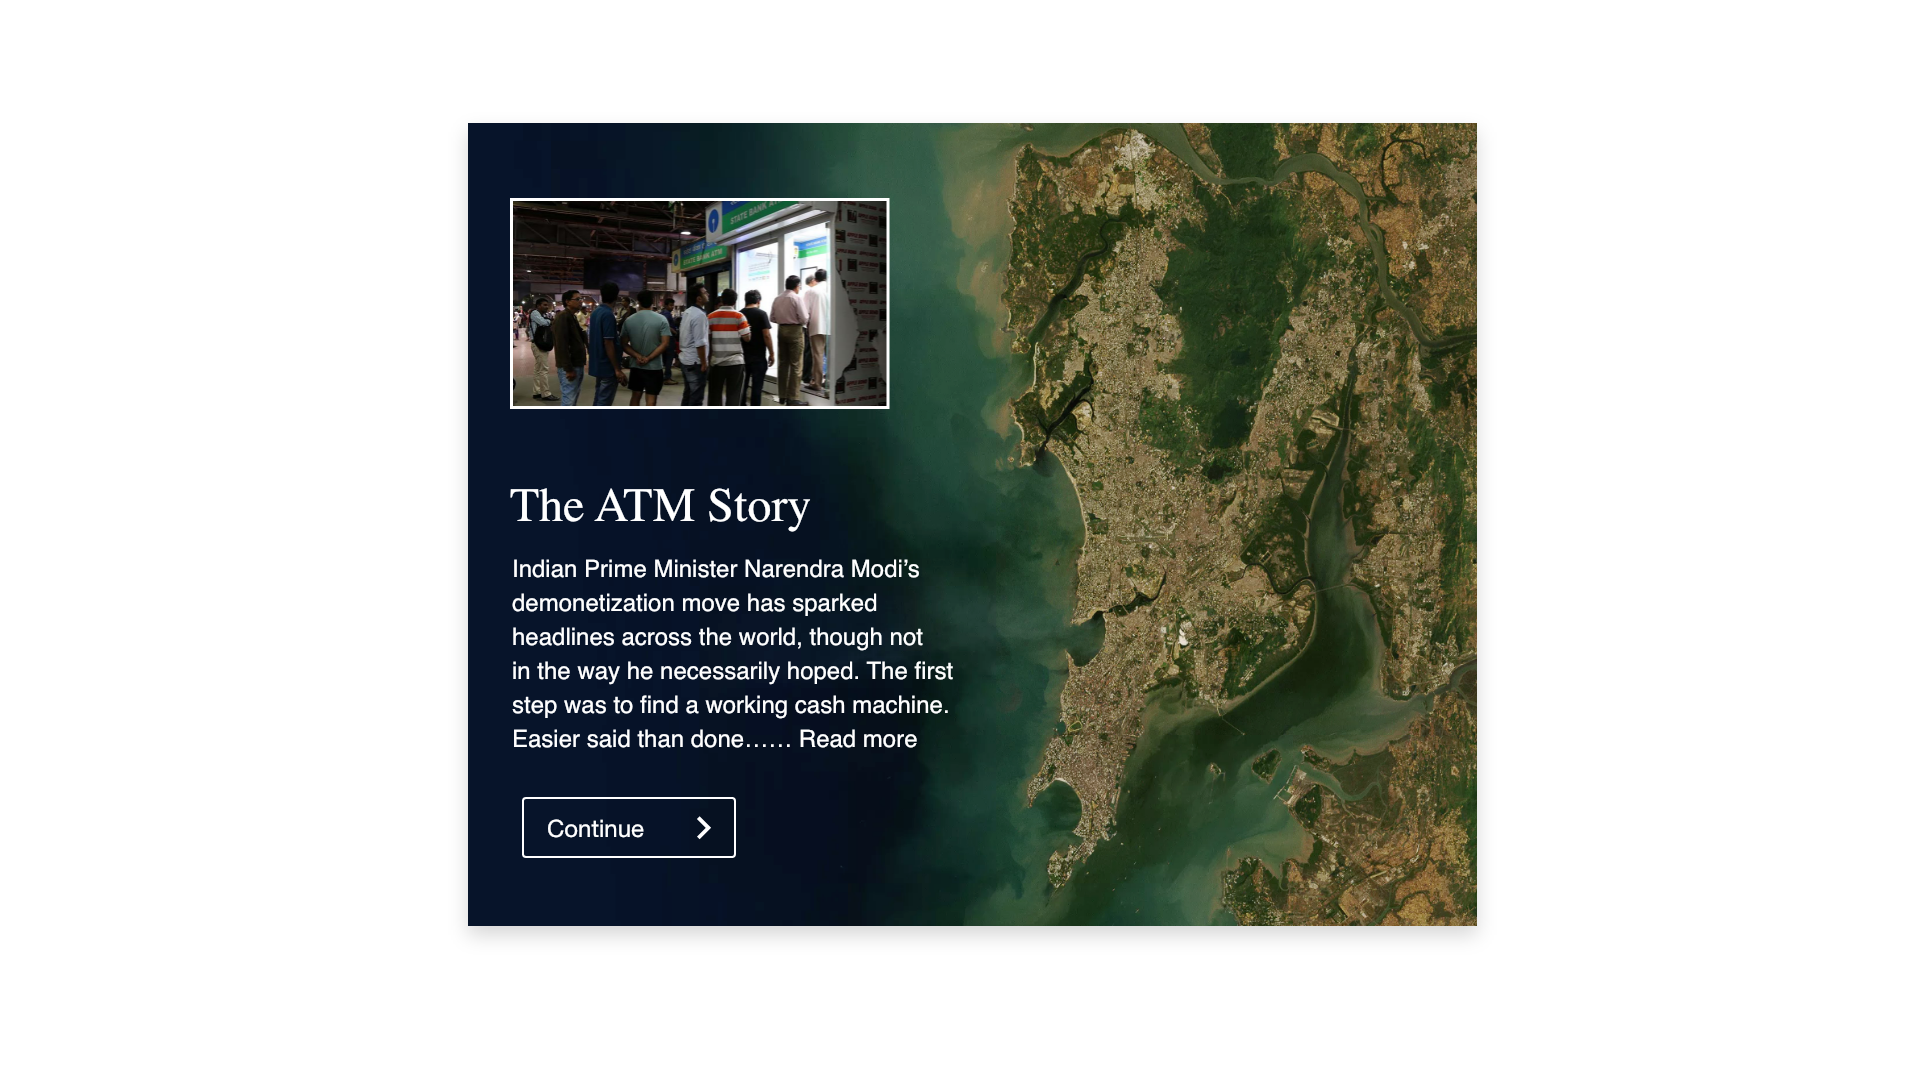 STATE BANK A
STATE BANK ATM
The ATM Story
Indian Prime Minister Narendra Modi’s
demonetization move has sparked
headlines across the world, though not
in the way he necessarily hoped. The first
step was to find a working cash machine.
Easier said than done…… Read more
Continue